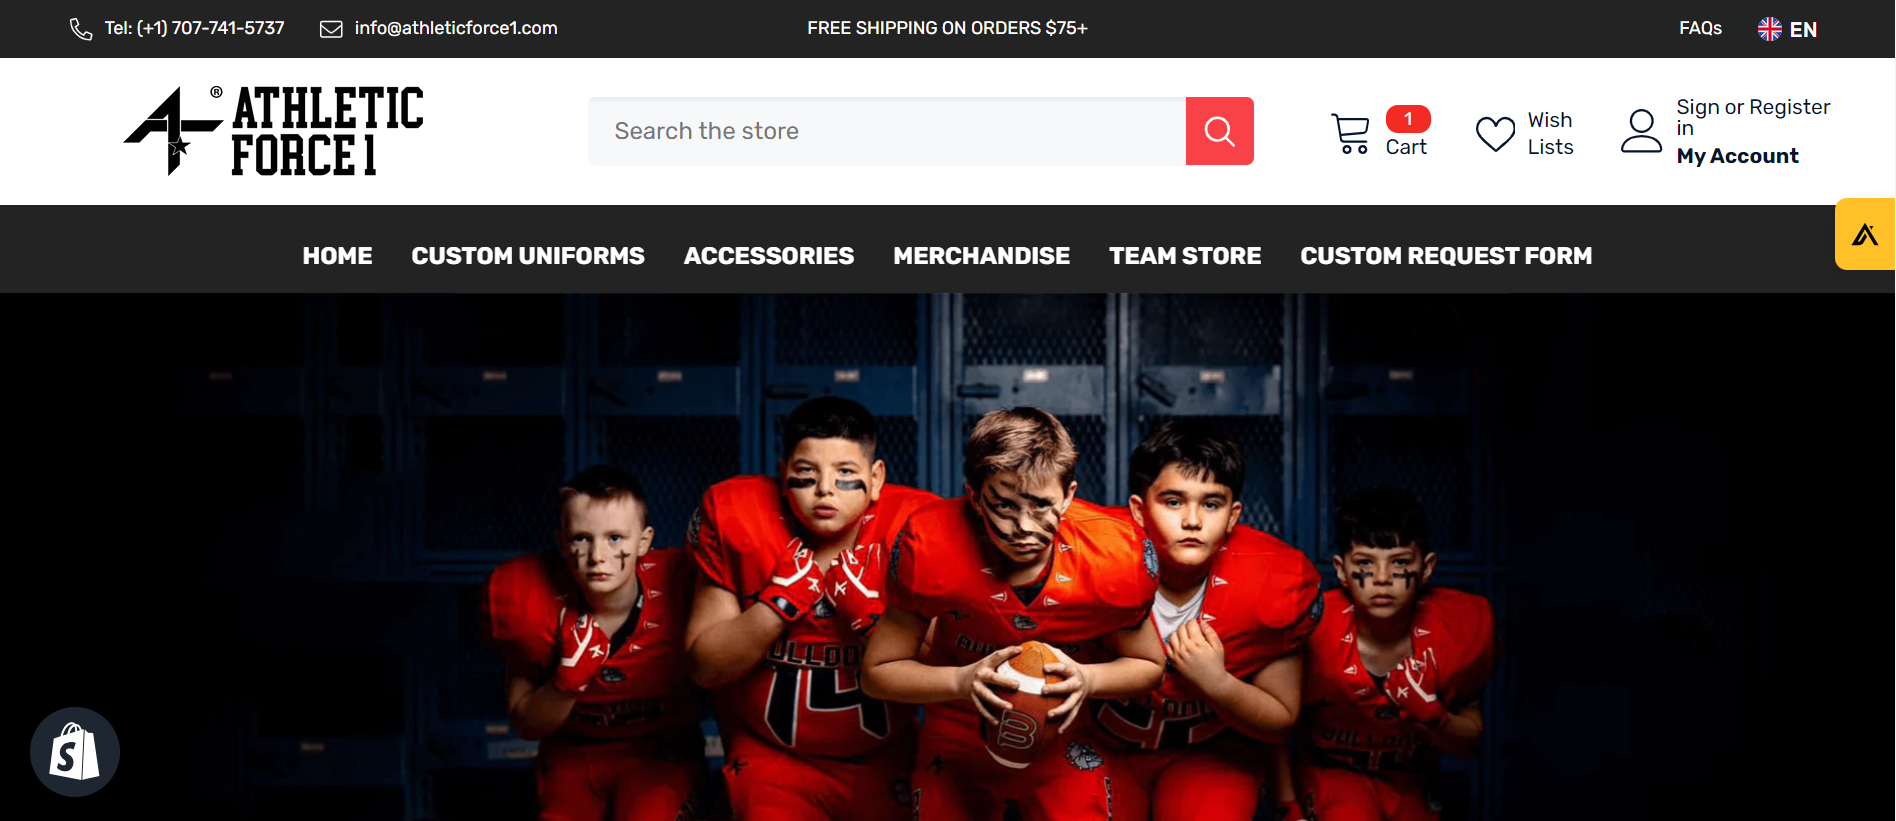 Tel: (+1) 707-741-5737
info@athleticforce1.com
FREE SHIPPING ON ORDERS $75+
FAQs
EN
® ATHLETIC
FORCE 1
Search the store
1
Cart
Wish
Lists
Sign or Register
in
My Account
HOME CUSTOM UNIFORMS ACCESSORIES MERCHANDISE TEAM STORE CUSTOM REQUEST FORM
14
B
S